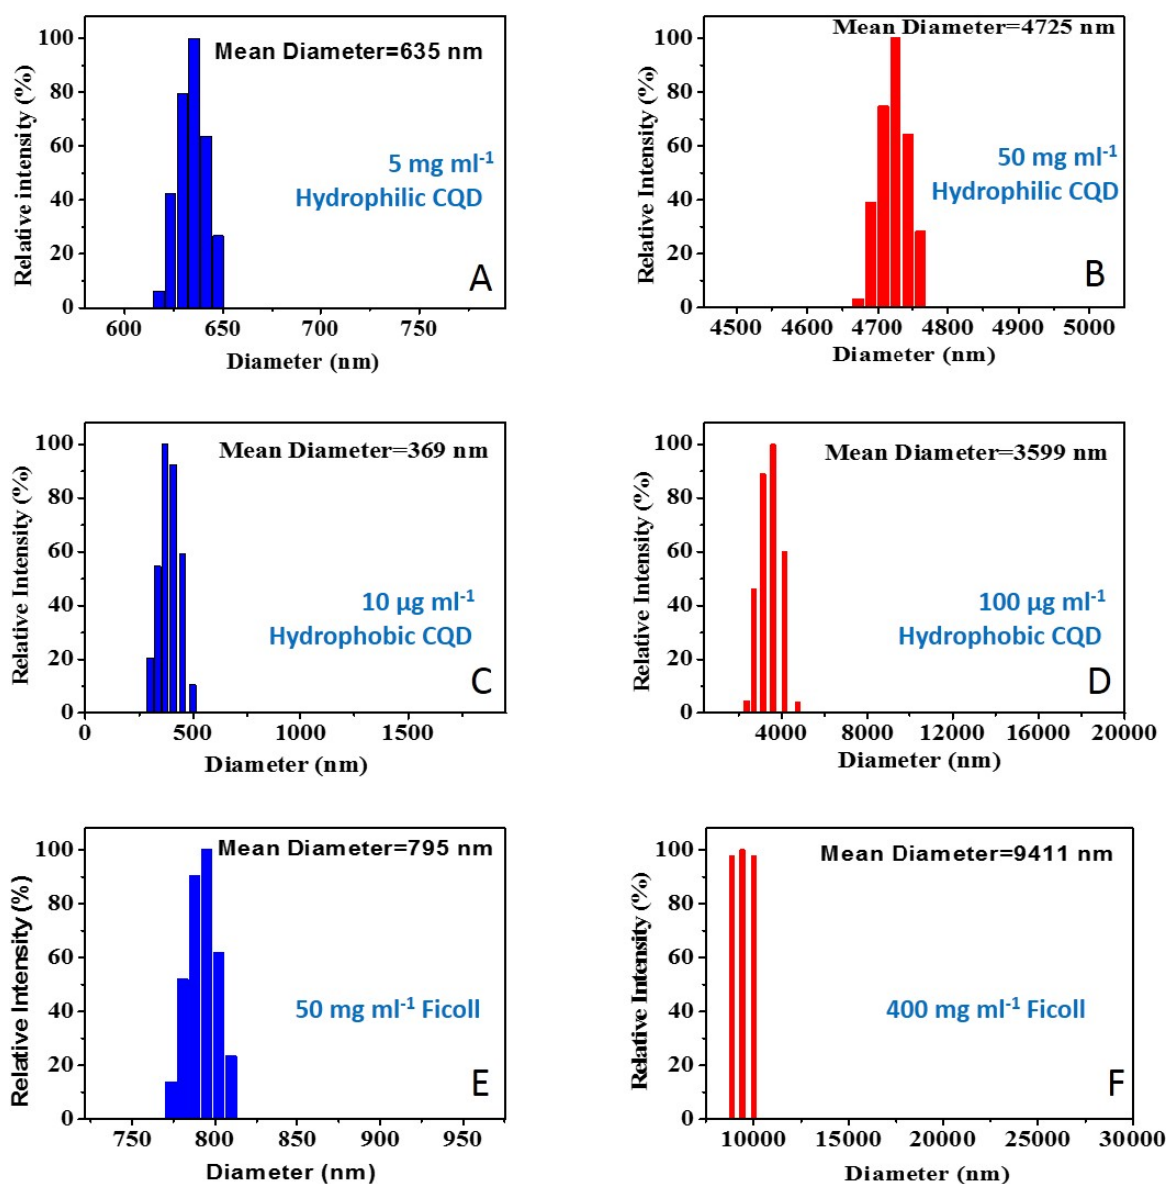 Mean Diameter=635 nm
5 mg ml⁻¹
Hydrophilic CQD
A
Relative intensity (%)
100
80
60
40
20
0
600
650
700
750
Diameter (nm)
Mean Diameter=4725 nm
50 mg ml⁻¹
Hydrophilic CQD
B
Relative Intensity (%)
100
80
60
40
20
0
4500
4600
4700
4800
4900
5000
Diameter (nm)
Mean Diameter=369 nm
10 µg ml⁻¹
Hydrophobic CQD
C
Relative Intensity (%)
100
80
60
40
20
0
0
500
1000
1500
Diameter (nm)
Mean Diameter=3599 nm
100 µg ml⁻¹
Hydrophobic CQD
D
Relative Intensity (%)
100
80
60
40
20
0
4000
8000
12000
16000
20000
Diameter (nm)
Mean Diameter=795 nm
50 mg ml⁻¹ Ficoll
E
Relative Intensity (%)
100
80
60
40
20
0
750
800
850
900
950
Diameter (nm)
Mean Diameter=9411 nm
400 mg ml⁻¹ Ficoll
F
Relative Intensity (%)
100
80
60
40
20
0
10000
15000
20000
25000
30000
Diameter (nm)